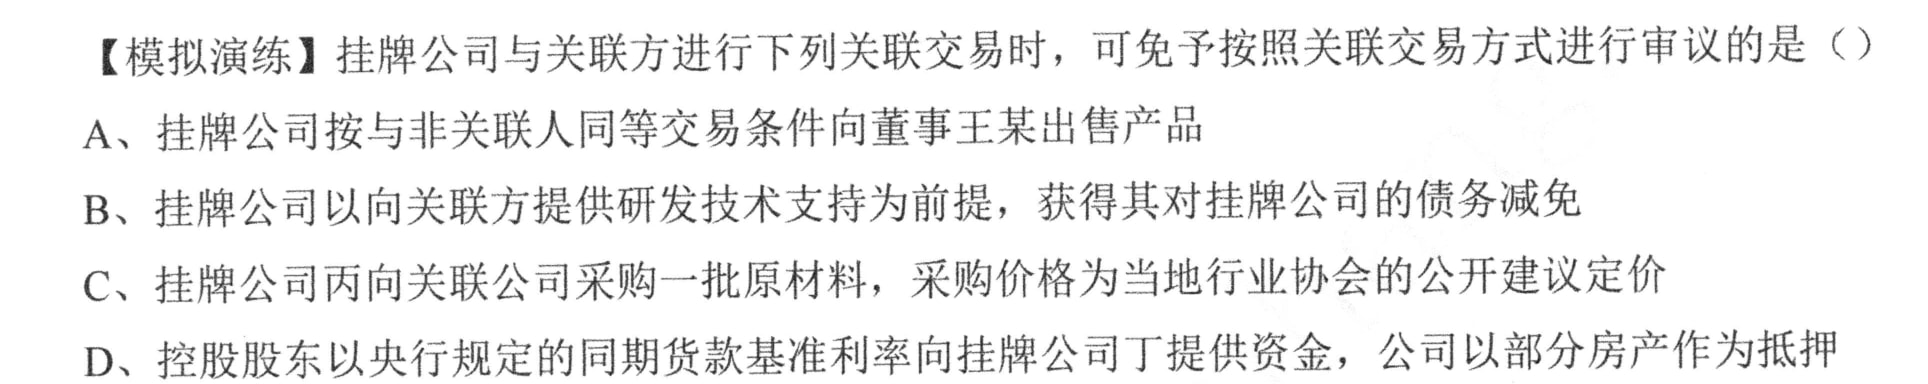 【模拟演练】挂牌公司与关联方进行下列关联交易时，可免予按照关联交易方式进行审议的是（）
A、挂牌公司按与非关联人同等交易条件向董事王某出售产品
B、挂牌公司以向关联方提供研发技术支持为前提，获得其对挂牌公司的债务减免
C、挂牌公司丙向关联公司采购一批原材料，采购价格为当地行业协会的公开建议定价
D、控股股东以央行规定的同期货款基准利率向挂牌公司丁提供资金，公司以部分房产作为抵押